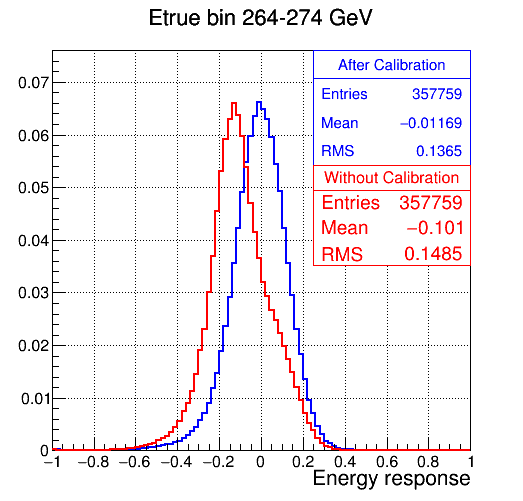 Etrue bin 264-274 GeV
After Calibration
Entries 357759
Mean −0.01169
RMS 0.1365
Without Calibration
Entries 357759
Mean −0.101
RMS 0.1485
0.07
0.06
0.05
0.04
0.03
0.02
0.01
0
−1 −0.8 −0.6 −0.4 −0.2 0 0.2 0.4 0.6 0.8 1
Energy response